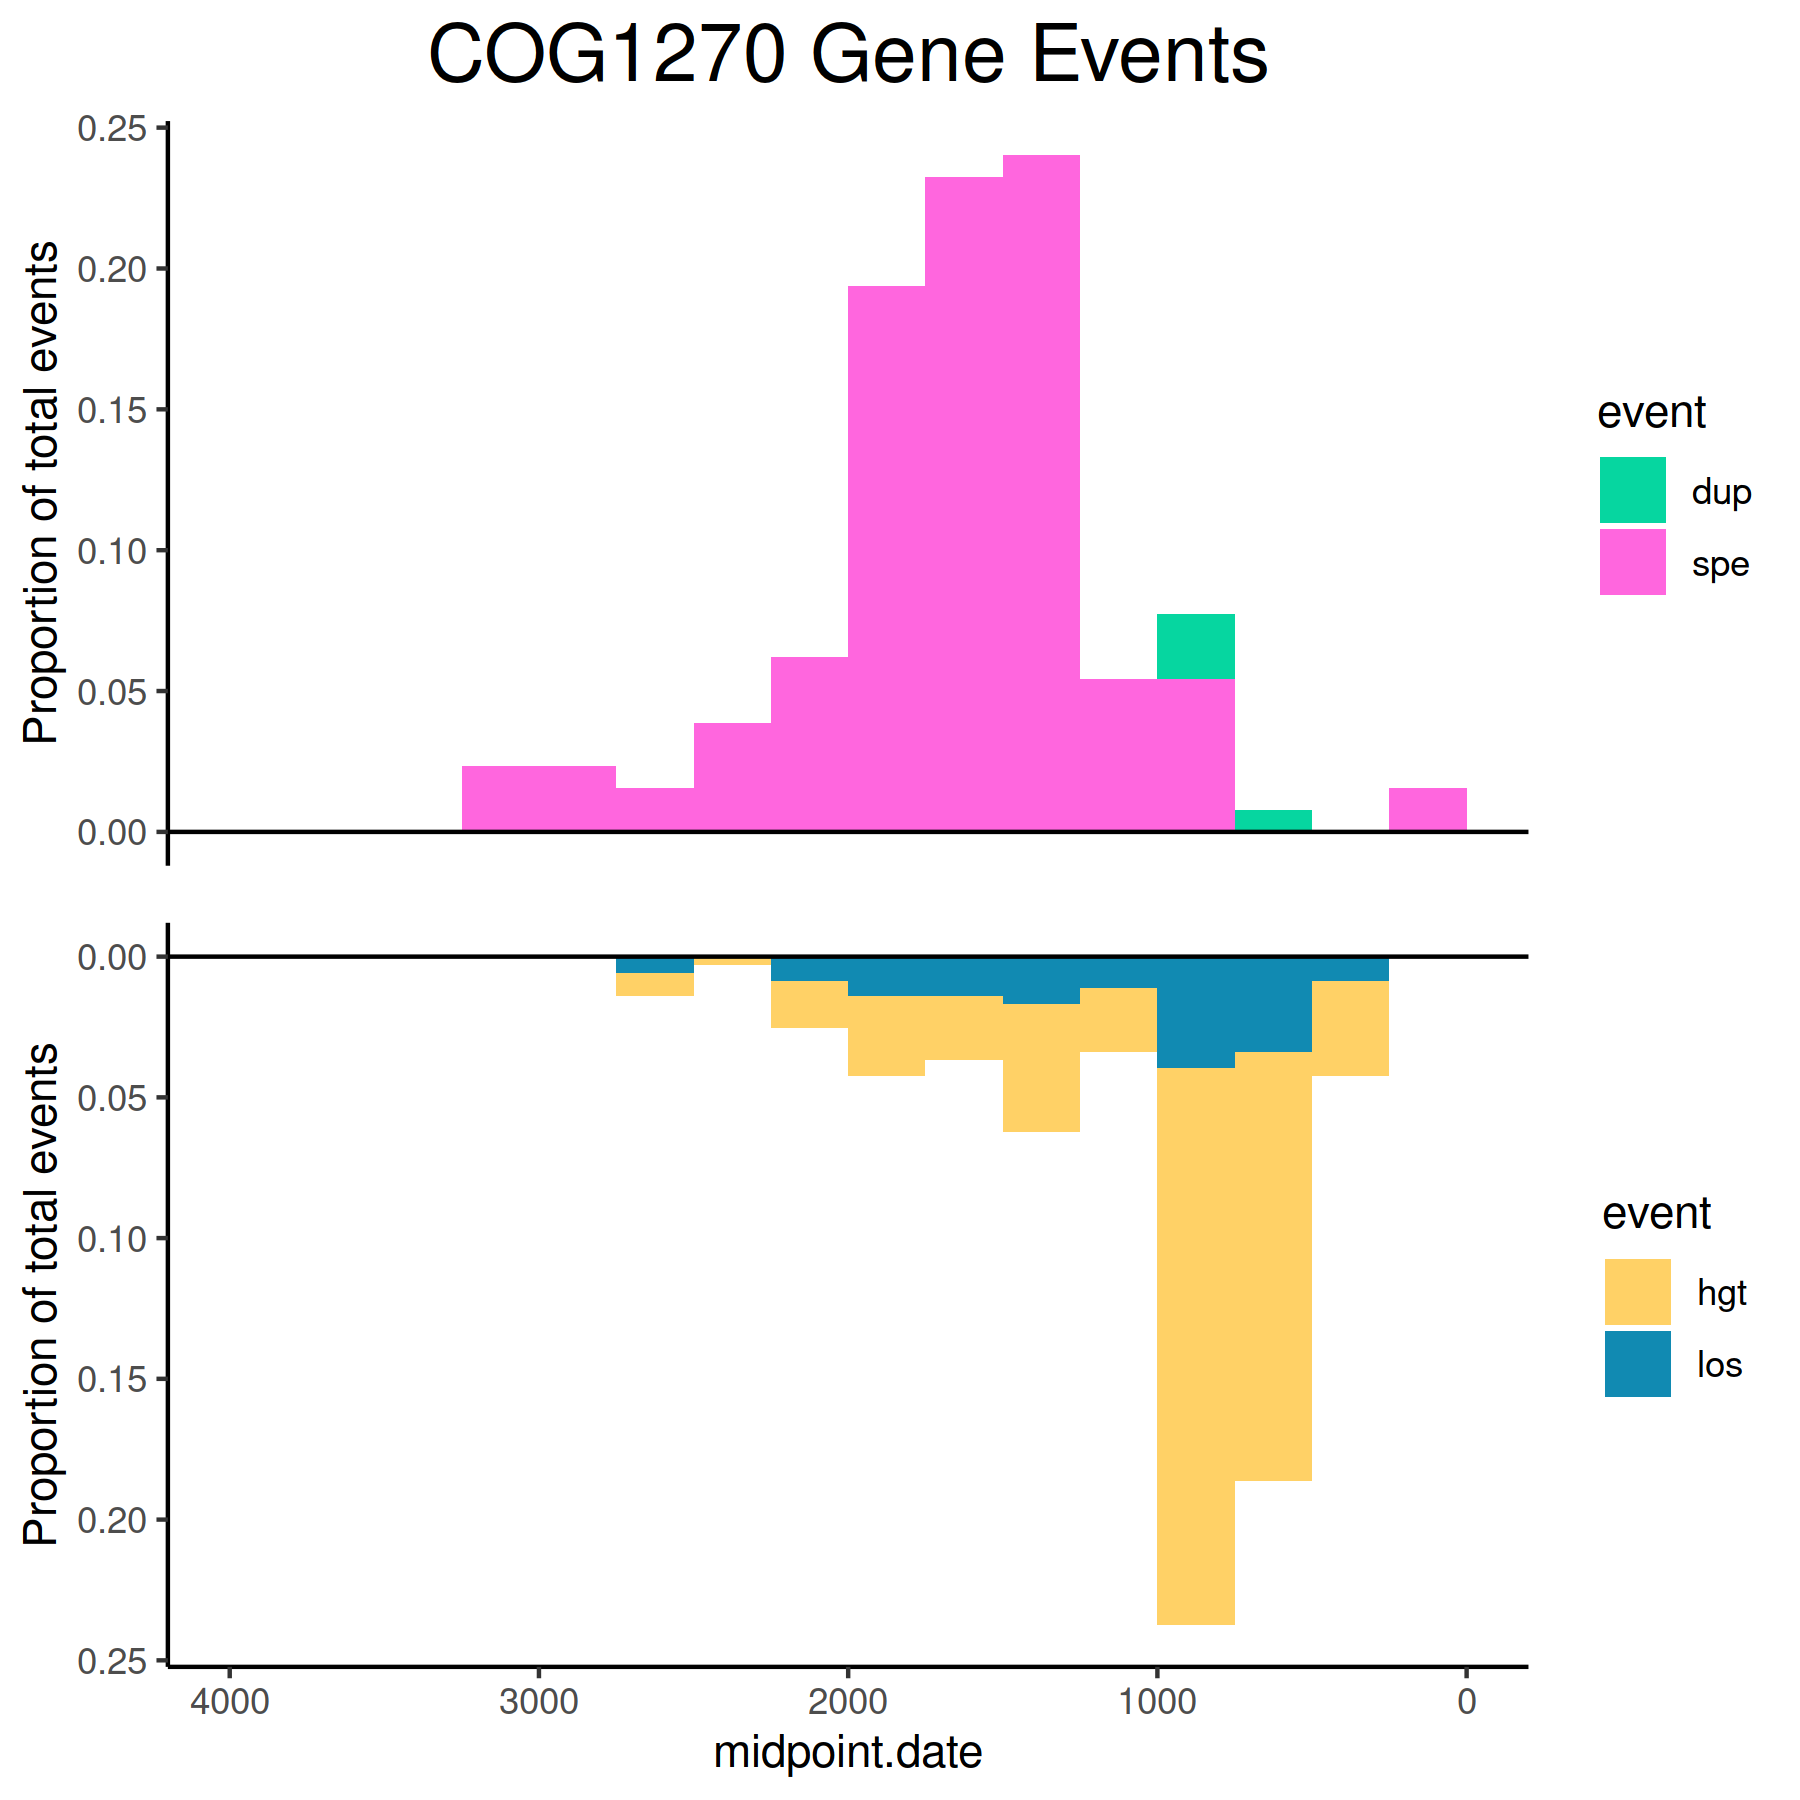 COG1270 Gene Events
Proportion of total events
0.25
0.20
0.15
0.10
0.05
0.00
event
dup
spe
Proportion of total events
0.00
0.05
0.10
0.15
0.20
0.25
event
hgt
los
4000 3000 2000 1000 0
midpoint.date